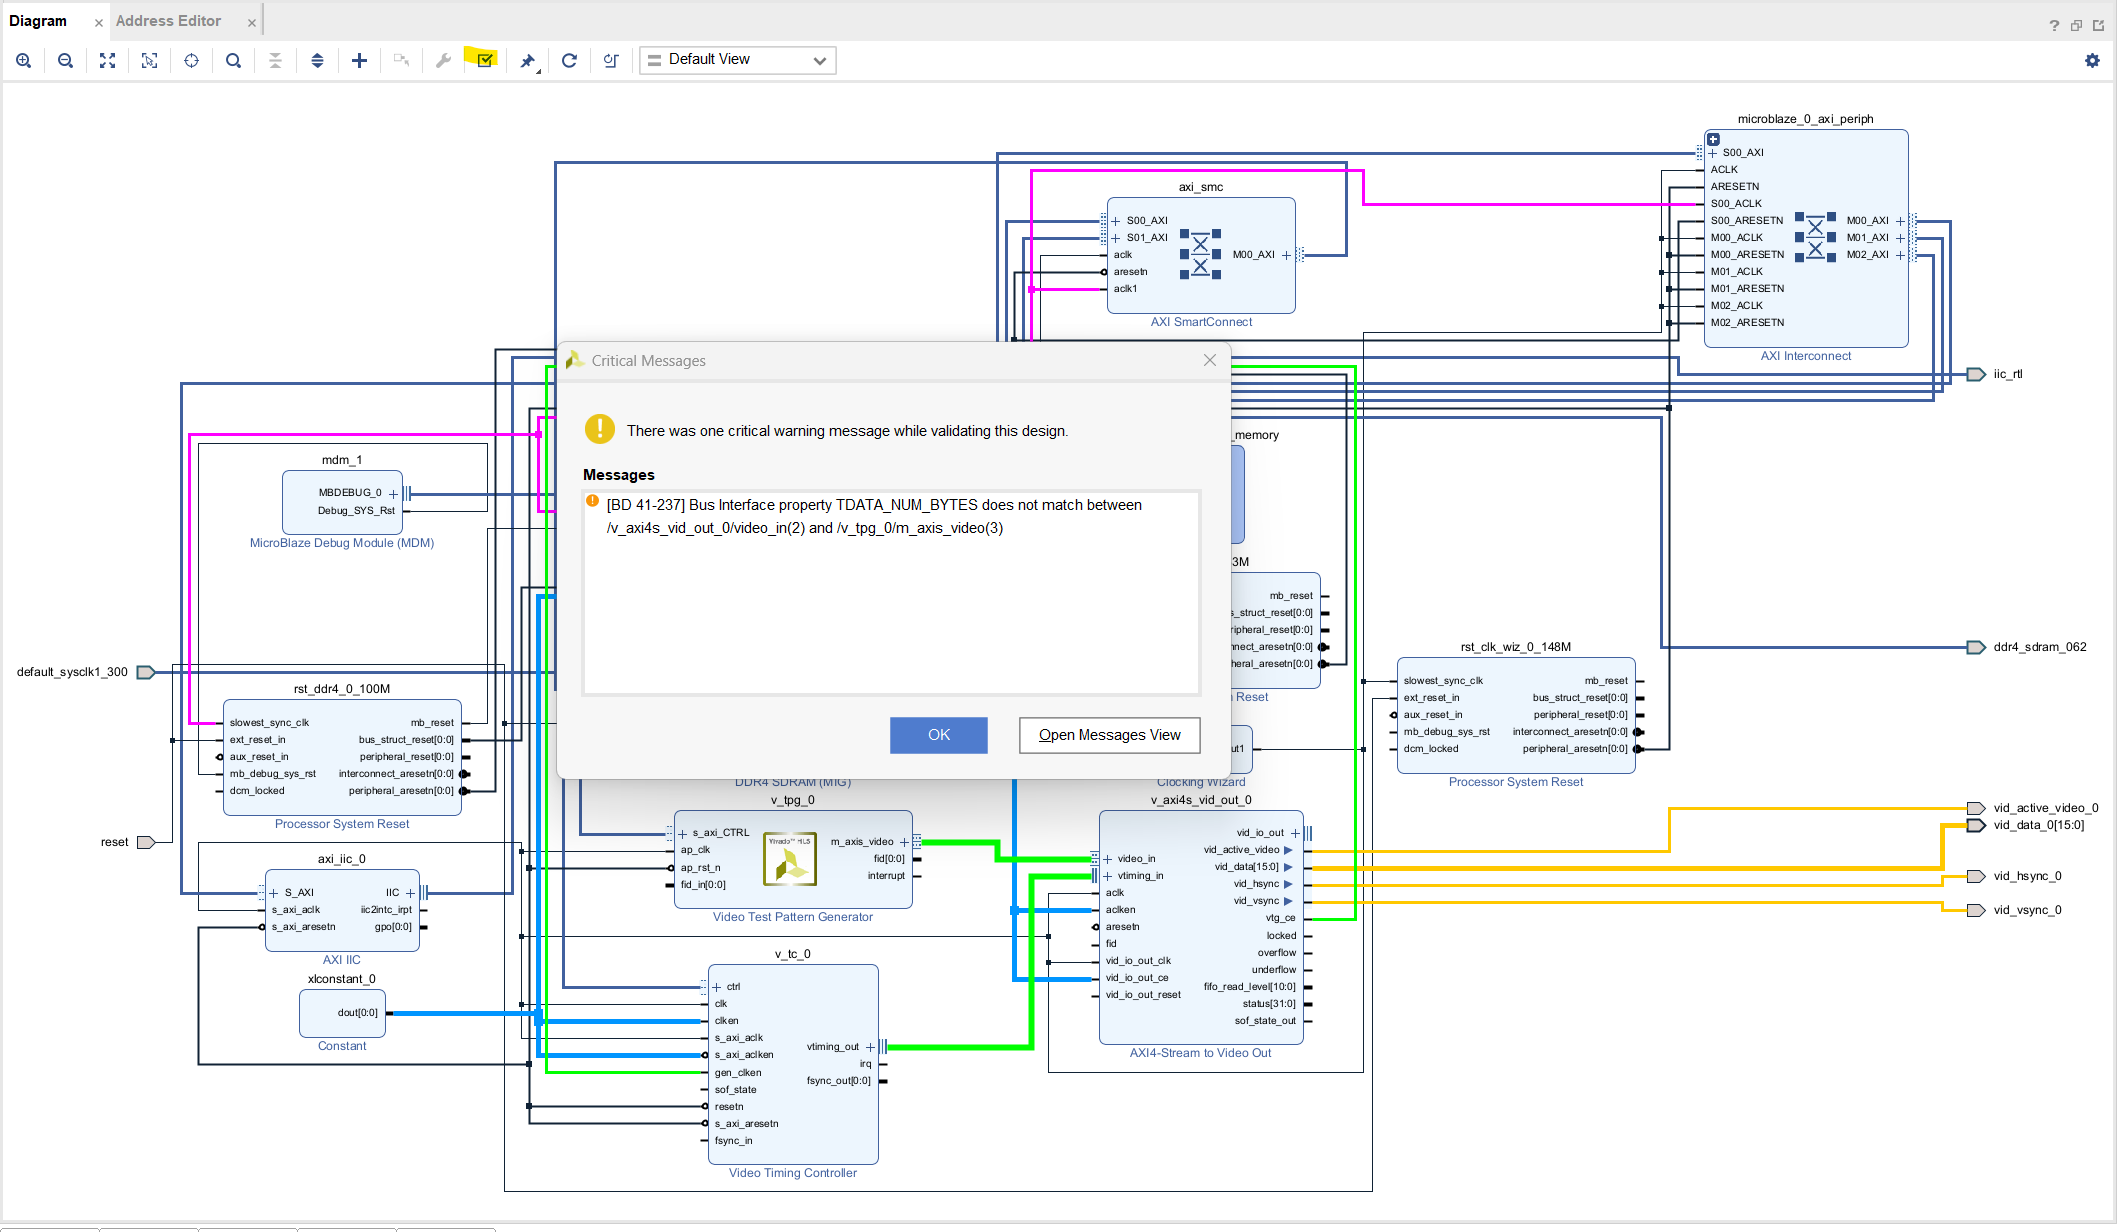 Diagram
Address Editor
Default View
microblaze_0_axi_periph
S00_AXI
ACLK
ARESETN
S00_ACLK
S00_ARESETN
M00_ACLK
M00_ARESETN
M01_ACLK
M01_ARESETN
M02_ACLK
M02_ARESETN
M00_AXI
M01_AXI
M02_AXI
AXI Interconnect
axi_smc
S00_AXI
S01_AXI
aclk
aresetn
aclk1
M00_AXI
AXI SmartConnect
iic_rtl
Critical Messages
There was one critical warning message while validating this design.
Messages
[BD 41-237] Bus Interface property TDATA_NUM_BYTES does not match between
/v_axi4s_vid_out_0/video_in(2) and /v_tpg_0/m_axis_video(3)
OK
Open Messages View
_memory
3M
mb_reset
s_struct_reset[0:0]
ripheral_reset[0:0]
nnect_aresetn[0:0]
heral_aresetn[0:0]
n Reset
mdm_1
MBDEBUG_0
Debug_SYS_Rst
MicroBlaze Debug Module (MDM)
default_sysclk1_300
rst_ddr4_0_100M
slowest_sync_clk
ext_reset_in
aux_reset_in
mb_debug_sys_rst
dcm_locked
mb_reset
bus_struct_reset[0:0]
peripheral_reset[0:0]
interconnect_aresetn[0:0]
peripheral_aresetn[0:0]
Processor System Reset
ddr4_sdram_062
rst_clk_wiz_0_148M
slowest_sync_clk
ext_reset_in
aux_reset_in
mb_debug_sys_rst
dcm_locked
mb_reset
bus_struct_reset[0:0]
peripheral_reset[0:0]
interconnect_aresetn[0:0]
peripheral_aresetn[0:0]
Processor System Reset
ut1
Clocking Wizard
DDR4 SDRAM (MIG)
reset
axi_iic_0
S_AXI
s_axi_aclk
s_axi_aresetn
IIC
iic2intc_irpt
gpo[0:0]
AXI IIC
xlconstant_0
dout[0:0]
Constant
v_tpg_0
s_axi_CTRL
ap_clk
ap_rst_n
fid_in[0:0]
Vivado™ HLS
m_axis_video
fid[0:0]
interrupt
Video Test Pattern Generator
v_tc_0
ctrl
clk
clken
s_axi_aclk
s_axi_aclken
gen_clken
sof_state
resetn
s_axi_aresetn
fsync_in
vtiming_out
irq
fsync_out[0:0]
Video Timing Controller
v_axi4s_vid_out_0
video_in
vtiming_in
aclk
aclken
aresetn
fid
vid_io_out_clk
vid_io_out_ce
vid_io_out_reset
vid_io_out
vid_active_video
vid_data[15:0]
vid_hsync
vid_vsync
vtg_ce
locked
overflow
underflow
fifo_read_level[10:0]
status[31:0]
sof_state_out
AXI4-Stream to Video Out
vid_active_video_0
vid_data_0[15:0]
vid_hsync_0
vid_vsync_0